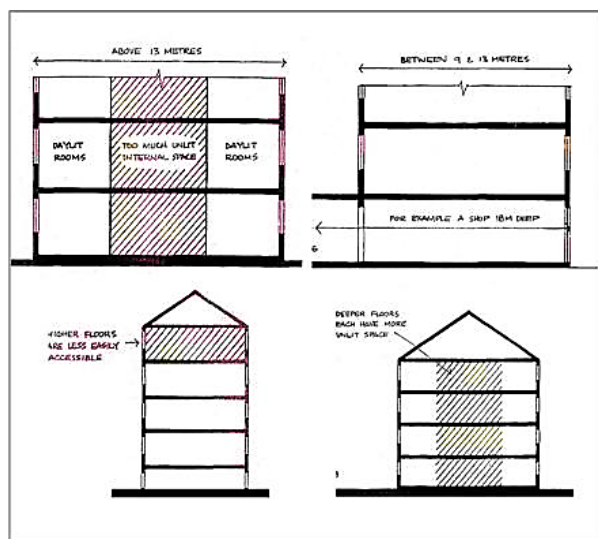 ABOVE 13 METRES
BETWEEN 9 & 13 METRES
DAYLIT
ROOMS
TOO MUCH UNLIT
INTERNAL SPACE
DAYLIT
ROOMS
FOR EXAMPLE A SHOP 18M DEEP
HIGHER FLOORS
ARE LESS EASILY
ACCESSIBLE
DEEPER FLOORS
EACH HAVE MORE
UNLIT SPACE